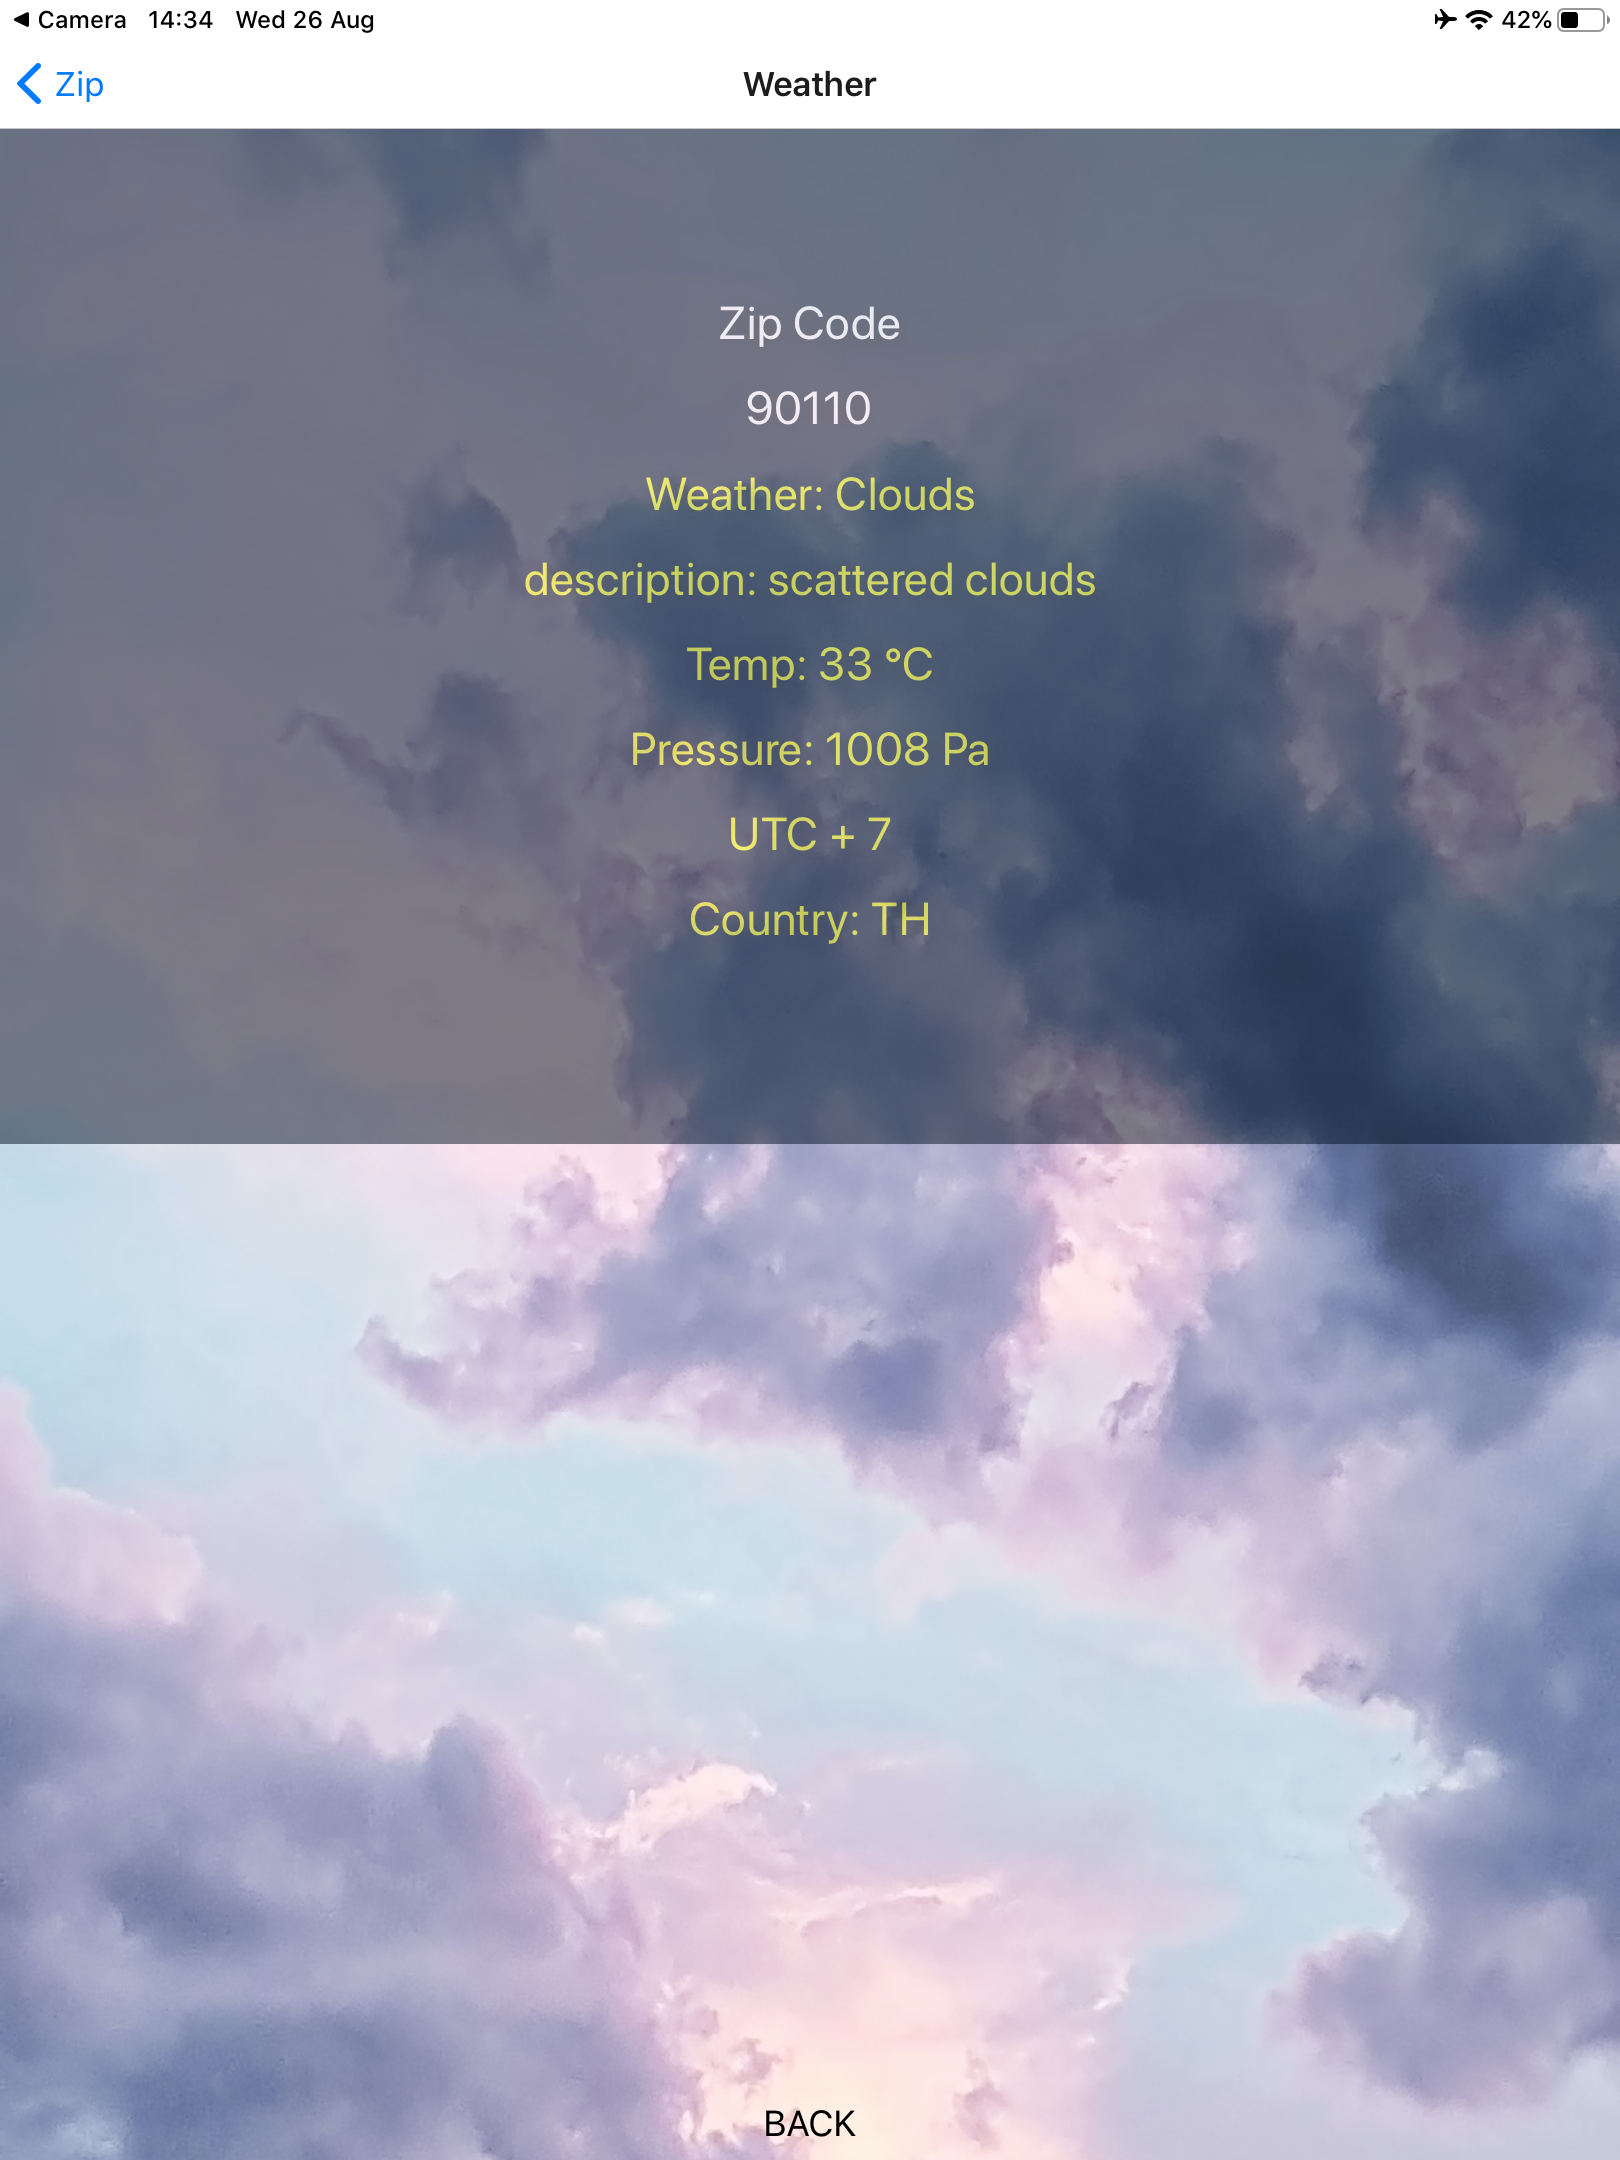 Camera 14:34 Wed 26 Aug 42%
Zip Weather
Zip Code
90110
Weather: Clouds
description: scattered clouds
Temp: 33 °C
Pressure: 1008 Pa
UTC + 7
Country: TH
BACK